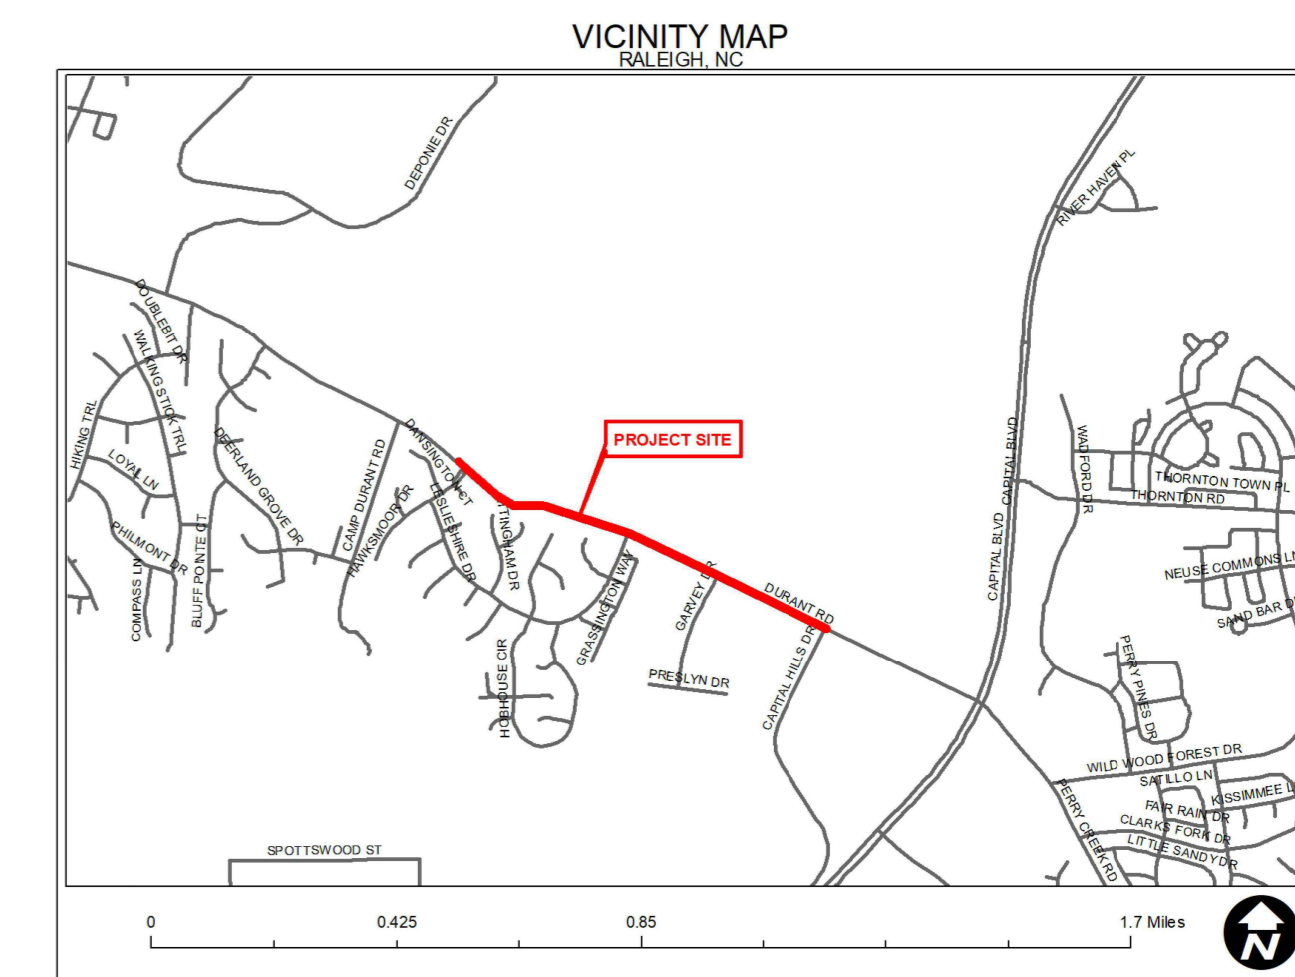 VICINITY MAP
RALEIGH, NC
DEPONIE DR
RIVER HAVEN PL
DOUBLEBIT DR
WALKING STICK TRL
HIKING TRL
LOYAL LN
DEERLAND GROVE DR
PHILMONT DR
COMPASS LN
BLUFF POINTE CT
CAMP DURANT RD
HAWKSMOOR DR
DANSINGTON CT
LESLIESHIRE DR
TTINGHAM DR
PROJECT SITE
HOBHOUSE CIR
GRASSINGTON WAY
GARVEY DR
PRESLYN DR
DURANT RD
CAPITAL HILLS DR
CAPITAL BLVD
CAPITAL BLVD
WADFORD DR
THORNTON TOWN PL
THORNTON RD
NEUSE COMMONS LN
SAND BAR D
PERRY PINES DR
WILD WOOD FOREST DR
SATILLO LN
KISSIMMEE L
FAIR RAIN DR
CLARKS FORK DR
LITTLE SANDY DR
PERRY CREEK RD
SPOTTSWOOD ST
0 0.425 0.85 1.7 Miles
N